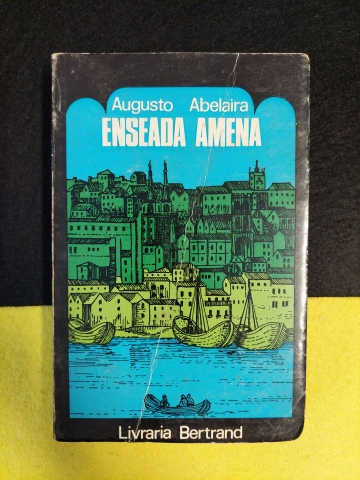 Augusto Abelaira
ENSEADA AMENA
Livraria Bertrand